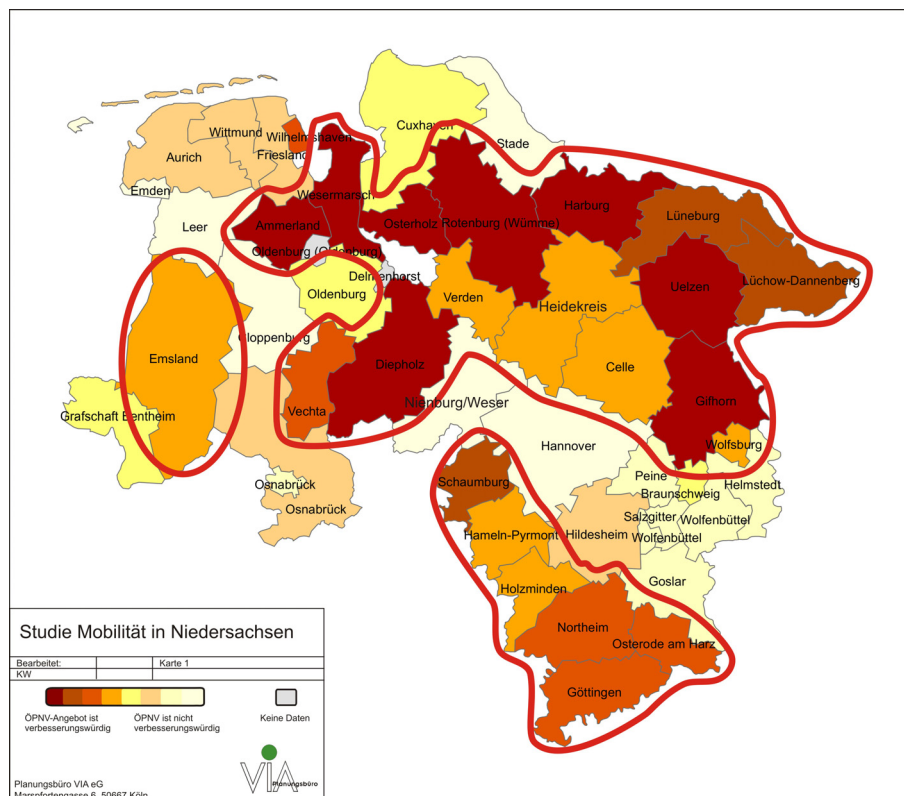 Cuxhaven
Stade
Wittmund
Wilhelmshaven
Aurich
Friesland
Emden
Wesermarsch
Leer
Ammerland
Osterholz
Rotenburg (Wümme)
Harburg
Lüneburg
Oldenburg (Oldenburg)
Delmenhorst
Oldenburg
Verden
Heidekreis
Uelzen
Lüchow-Dannenberg
Cloppenburg
Emsland
Diepholz
Celle
Grafschaft Bentheim
Vechta
Nienburg/Weser
Gifhorn
Hannover
Wolfsburg
Osnabrück
Osnabrück
Schaumburg
Peine
Helmstedt
Braunschweig
Salzgitter
Wolfenbüttel
Wolfenbüttel
Hameln-Pyrmont
Hildesheim
Holzminden
Goslar
Northeim
Osterode am Harz
Göttingen
Studie Mobilität in Niedersachsen
Bearbeitet: Karte 1
KW
ÖPNV-Angebot ist
verbesserungswürdig
ÖPNV ist nicht
verbesserungswürdig
Keine Daten
VIA Planungsbüro
Planungsbüro VIA eG
Marspfortengasse 6, 50667 Köln